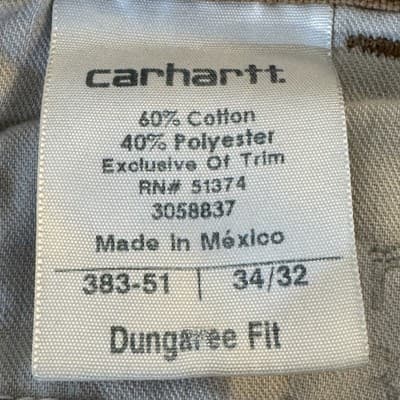 carhartt
60% Cotton
40% Polyester
Exclusive Of Trim
RN# 51374
3058837
Made In México
383-51 | 34/32
Dungaree Fit